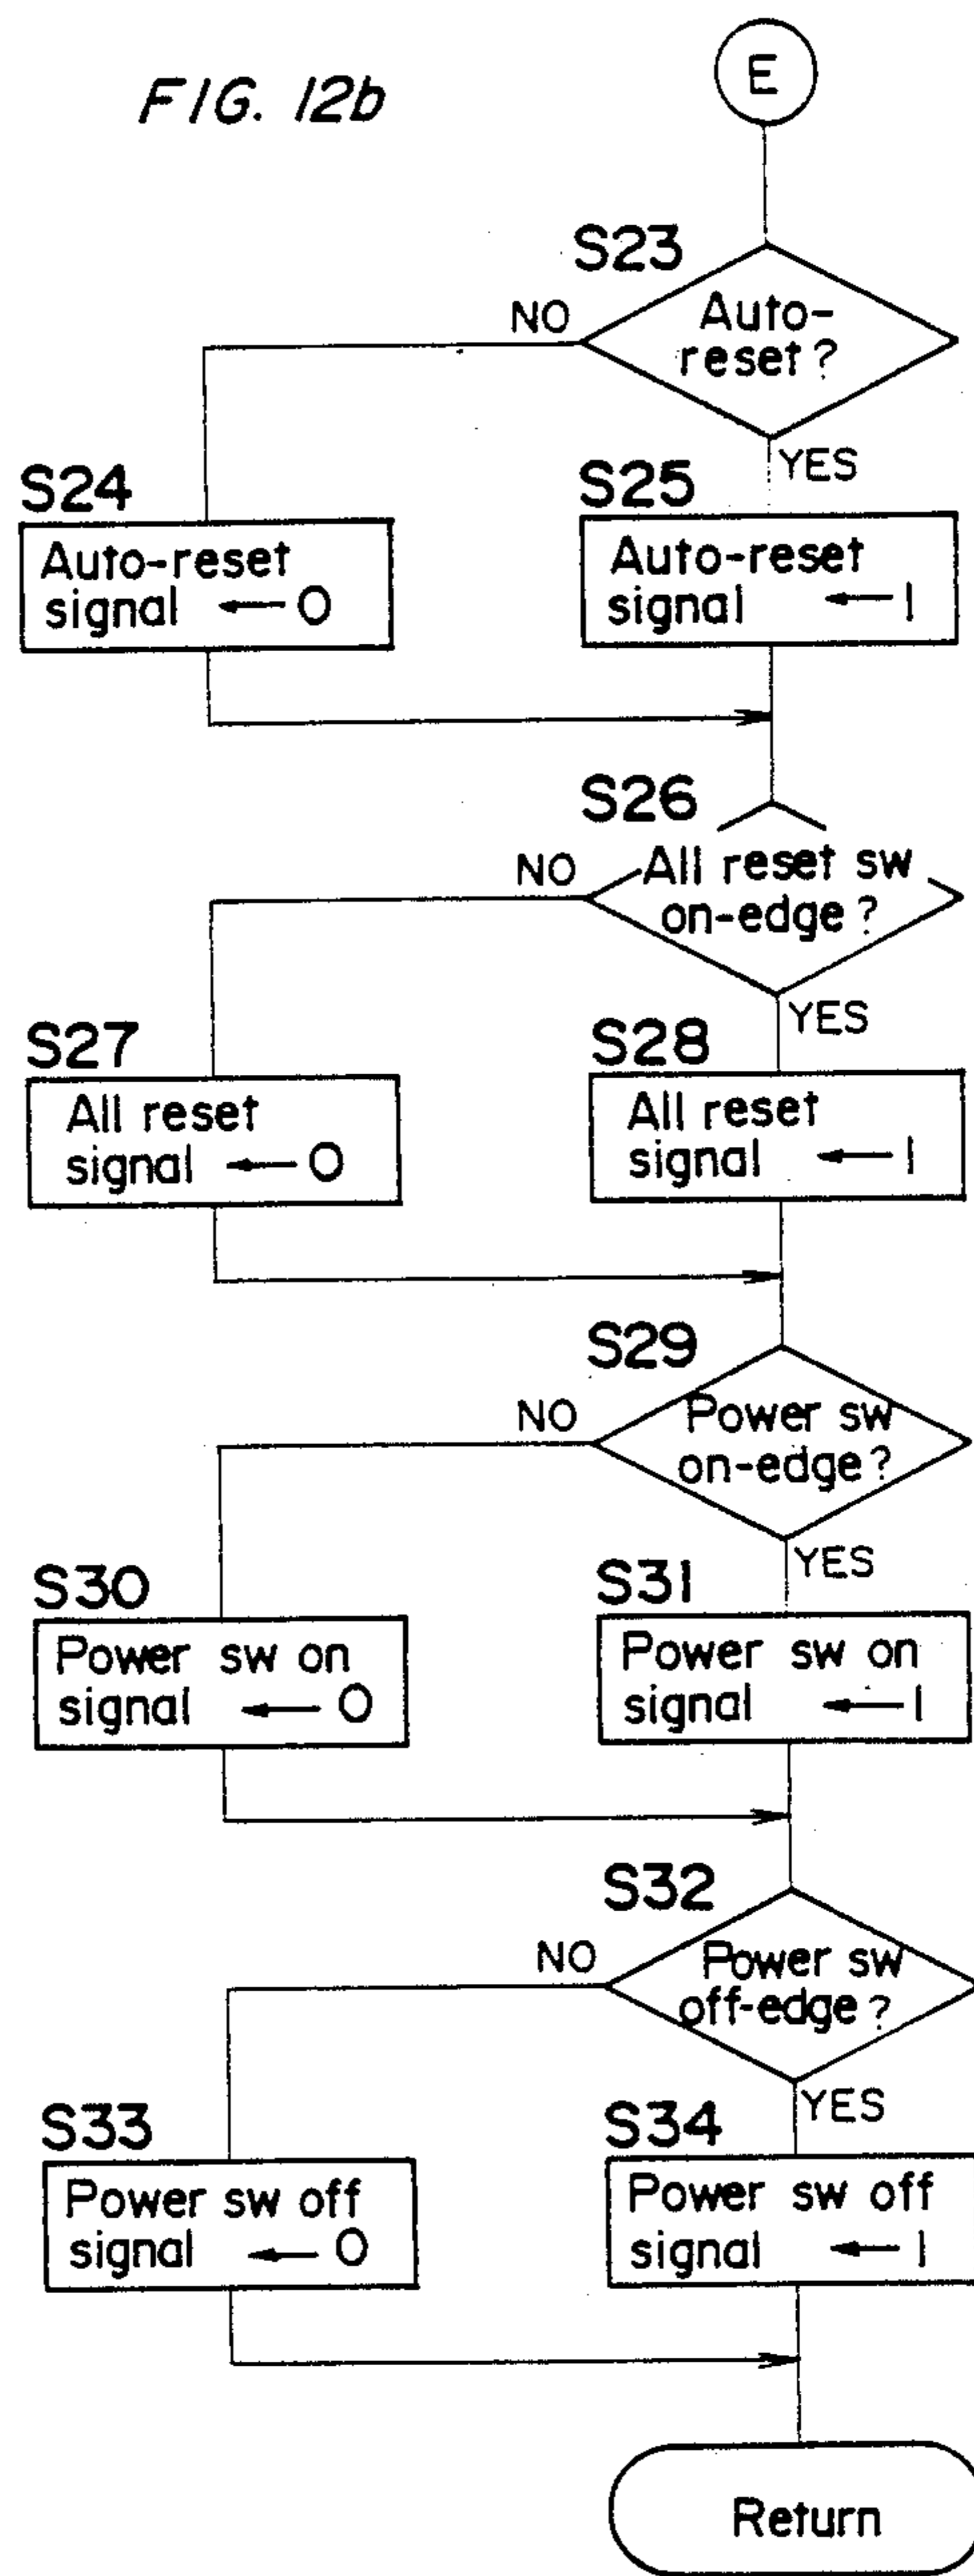 FIG. 12b
E
S23
Auto-
reset?
NO
YES
S24
Auto-reset
signal ← 0
S25
Auto-reset
signal ← 1
S26
All reset sw
on-edge?
NO
YES
S27
All reset
signal ← 0
S28
All reset
signal ← 1
S29
Power sw
on-edge?
NO
YES
S30
Power sw on
signal ← 0
S31
Power sw on
signal ← 1
S32
Power sw
off-edge?
NO
YES
S33
Power sw off
signal ← 0
S34
Power sw off
signal ← 1
Return